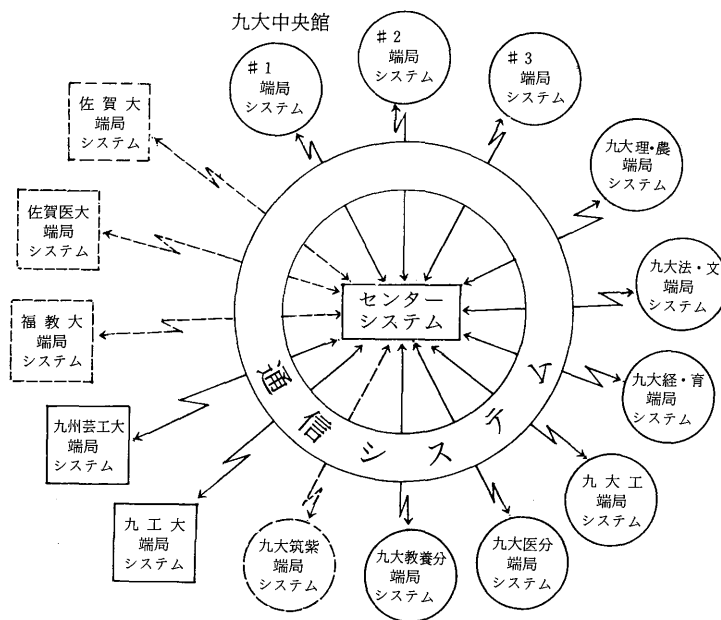 九大中央館
#1
端局
システム
#2
端局
システム
#3
端局
システム
九大理・農
端局
システム
九大法・文
端局
システム
九大経・育
端局
システム
九大工
端局
システム
九大医分
端局
システム
九大教養分
端局
システム
九大筑紫
端局
システム
九工大
端局
システム
九州芸工大
端局
システム
福教大
端局
システム
佐賀医大
端局
システム
佐賀大
端局
システム
センター
システム
通信システム